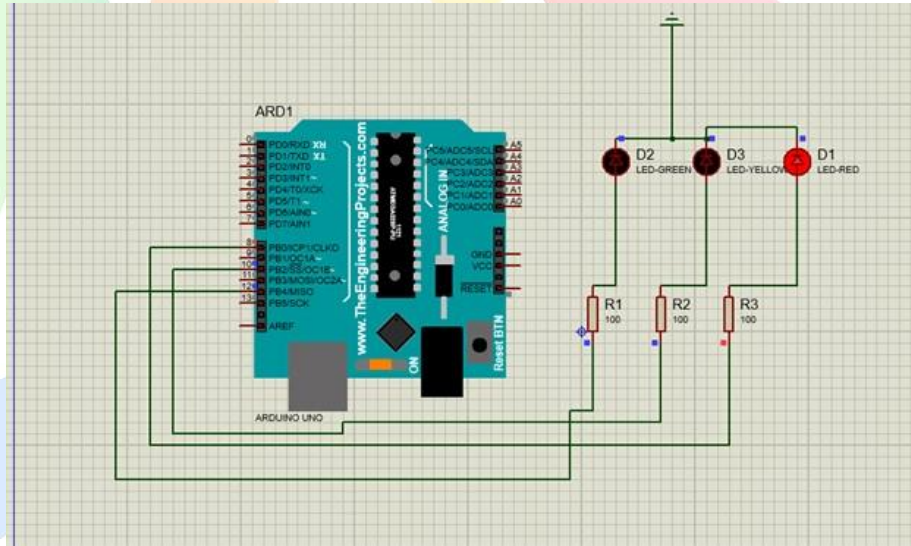 ARD1
0 PD0/RXD RX
1 PD1/TXD TX
2 PD2/INT0
3 PD3/INT1~
4 PD4/T0/XCK
5 PD5/T1~
6 PD6/AIN0~
7 PD7/AIN1
8 PB0/ICP1/CLKO
9 PB1/OC1A~
10 PB2/SS/OC1B~
11 PB3/MOSI/OC2A~
12 PB4/MISO
13 PB5/SCK
AREF
www.TheEngineeringProjects.com
PC5/ADC5/SCL A5
PC4/ADC4/SDA A4
PC3/ADC3 A3
PC2/ADC2 A2
PC1/ADC1 A1
PC0/ADC0 A0
ANALOG IN
GND
VCC
RESET
Reset BTN
ON
ARDUINO UNO
D2
LED-GREEN
D3
LED-YELLOW
D1
LED-RED
R1
100
R2
100
R3
100